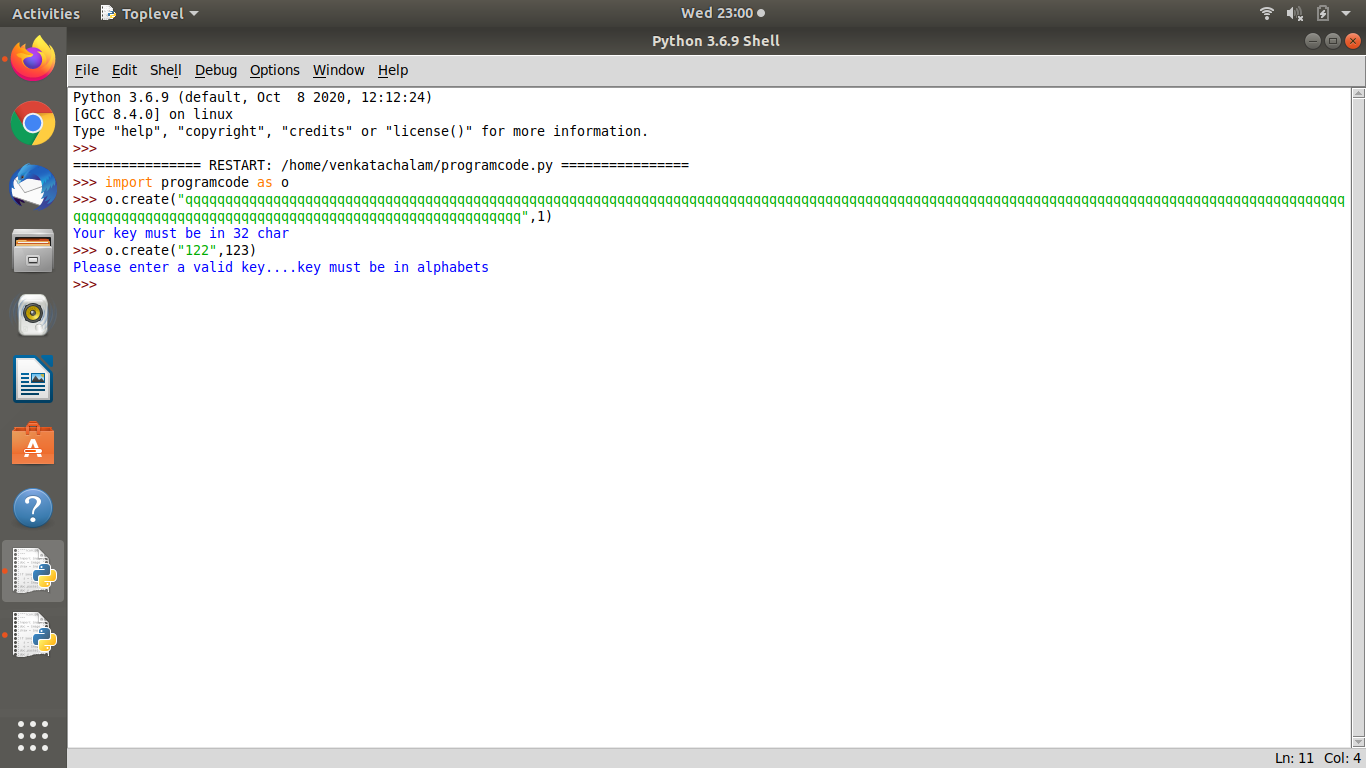 Activities Toplevel Wed 23:00
Python 3.6.9 Shell
File Edit Shell Debug Options Window Help
Python 3.6.9 (default, Oct  8 2020, 12:12:24)
[GCC 8.4.0] on linux
Type "help", "copyright", "credits" or "license()" for more information.
>>>
================ RESTART: /home/venkatachalam/programcode.py ================
>>> import programcode as o
>>> o.create("qqqqqqqqqqqqqqqqqqqqqqqqqqqqqqqqqqqqqqqqqqqqqqqqqqqqqqqqqqqqqqqqqqqqqqqqqqqqqqqqqqqqqqqqqqqqqqqqqqqqqqqqqqqqqqqqqqqqqqqqqqqqqqqqqqqqqqqqqqqqqqqqq
qqqqqqqqqqqqqqqqqqqqqqqqqqqqqqqqqqqqqqqqqqqqqqqqqqqqqqqq",1)
Your key must be in 32 char
>>> o.create("122",123)
Please enter a valid key....key must be in alphabets
>>>
Ln: 11 Col: 4